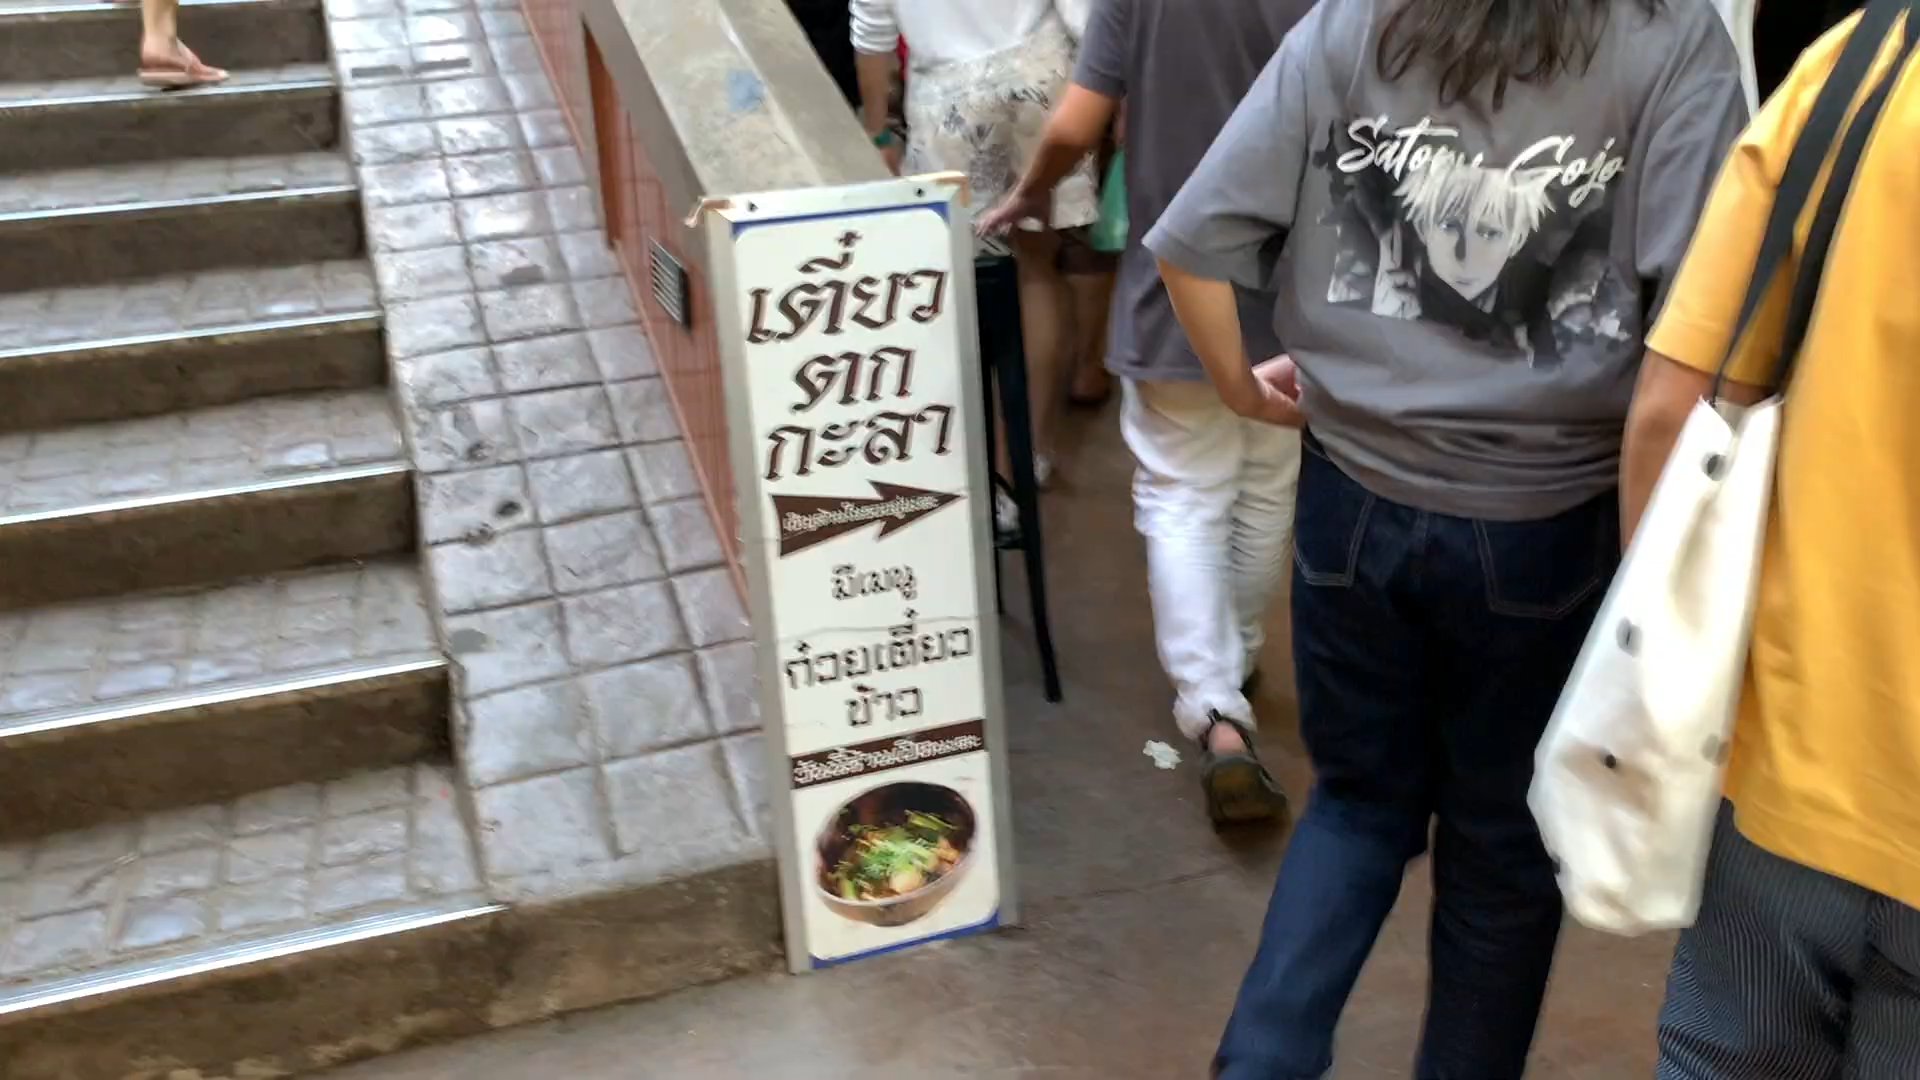 เตี๋ยว
ตก
กะลา
มีเมนู
ก๋วยเตี๋ยว
ข้าว
Satoru Gojo